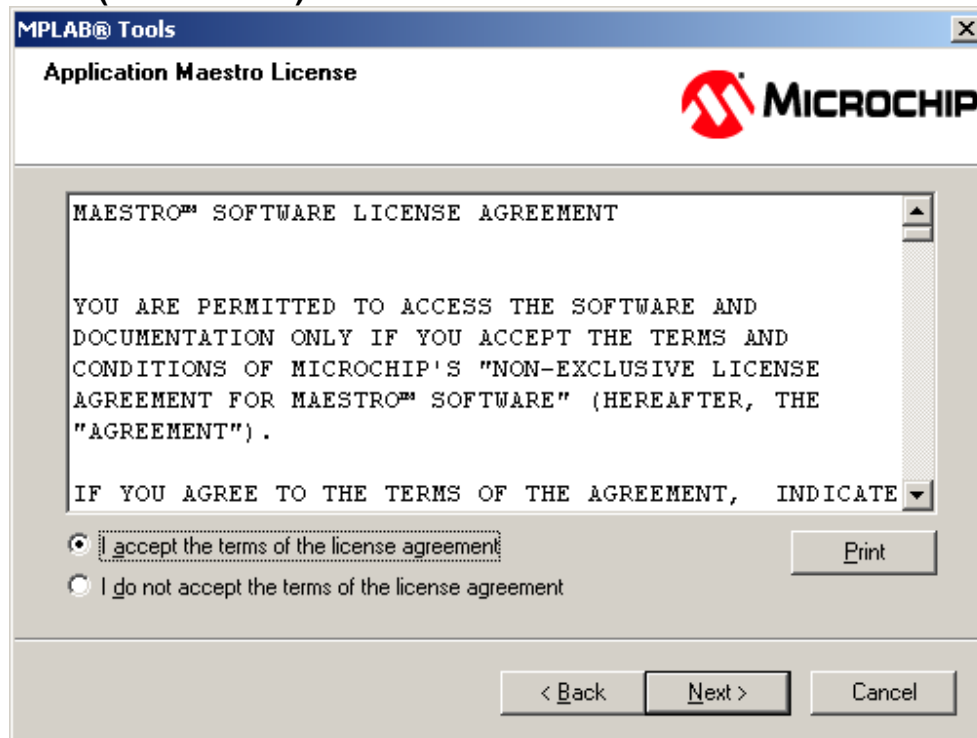 MPLAB® Tools
Application Maestro License
MICROCHIP
MAESTRO™ SOFTWARE LICENSE AGREEMENT
YOU ARE PERMITTED TO ACCESS THE SOFTWARE AND
DOCUMENTATION ONLY IF YOU ACCEPT THE TERMS AND
CONDITIONS OF MICROCHIP'S "NON-EXCLUSIVE LICENSE
AGREEMENT FOR MAESTRO™ SOFTWARE" (HEREAFTER, THE
"AGREEMENT").
IF YOU AGREE TO THE TERMS OF THE AGREEMENT, INDICATE
I accept the terms of the license agreement
Print
I do not accept the terms of the license agreement
< Back
Next >
Cancel